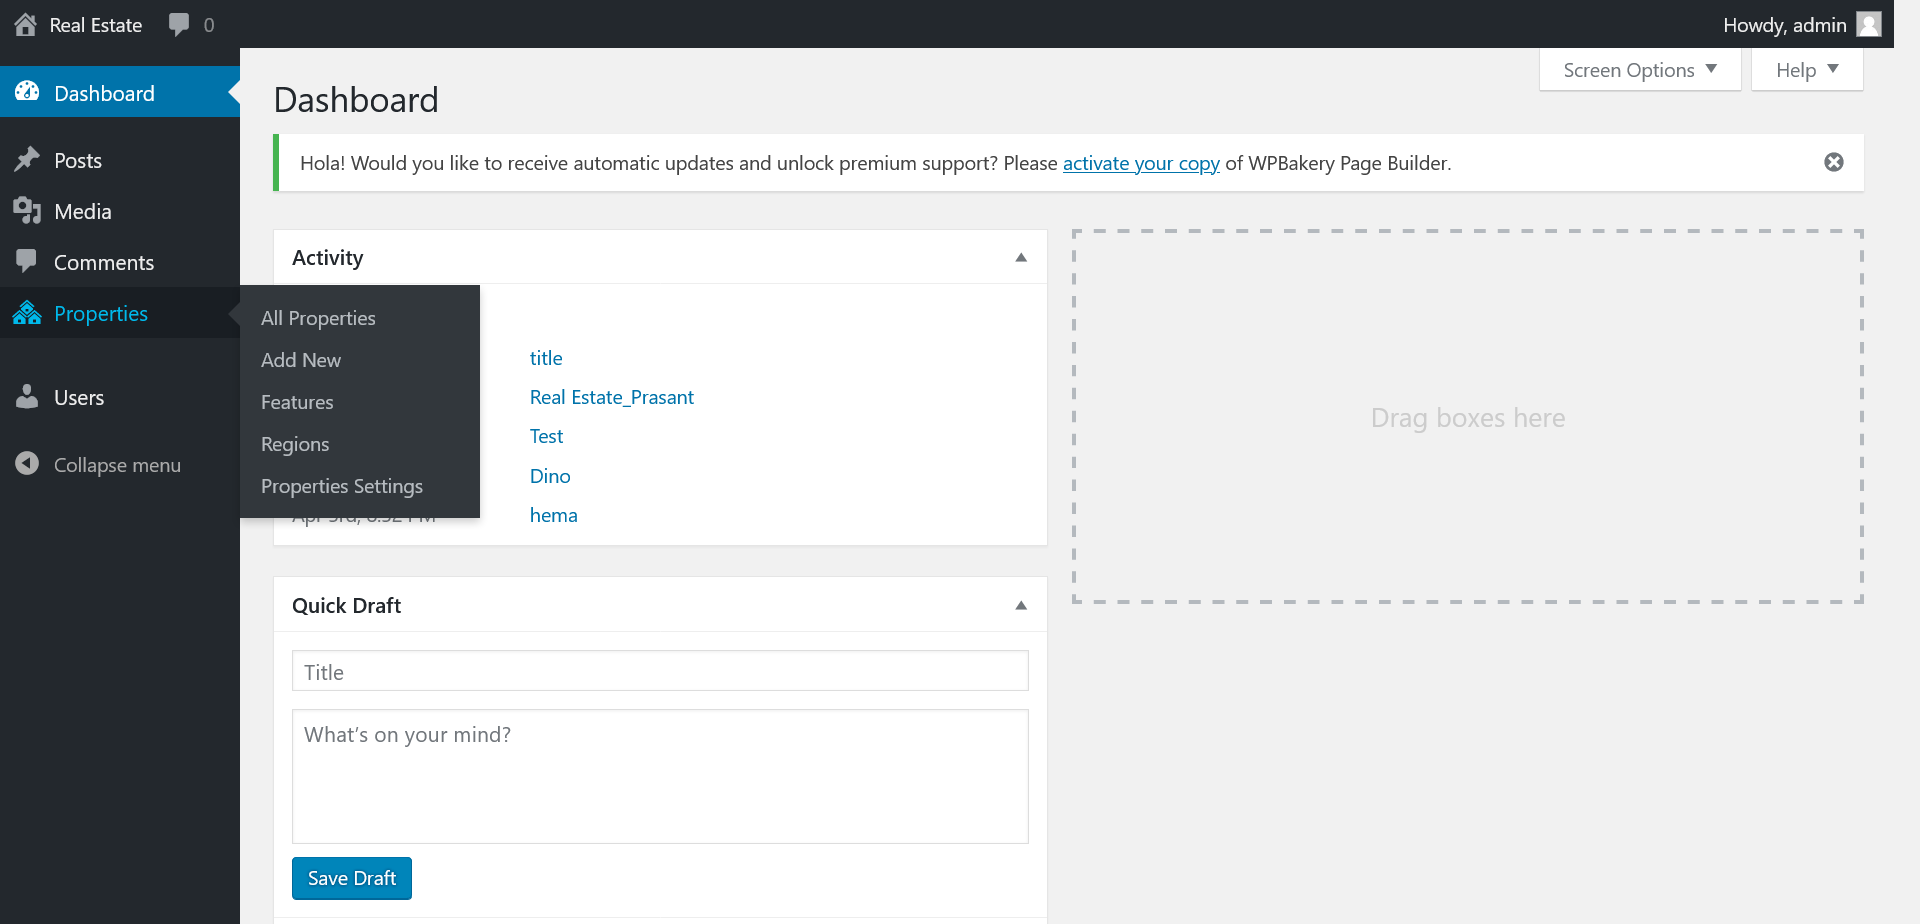 Real Estate
0
Howdy, admin
Dashboard
Posts
Media
Comments
Properties
Users
Collapse menu
All Properties
Add New
Features
Regions
Properties Settings
Screen Options
Help
Dashboard
Hola! Would you like to receive automatic updates and unlock premium support? Please activate your copy of WPBakery Page Builder.
Activity
title
Real Estate_Prasant
Test
Dino
hema
Drag boxes here
Quick Draft
Title
What's on your mind?
Save Draft